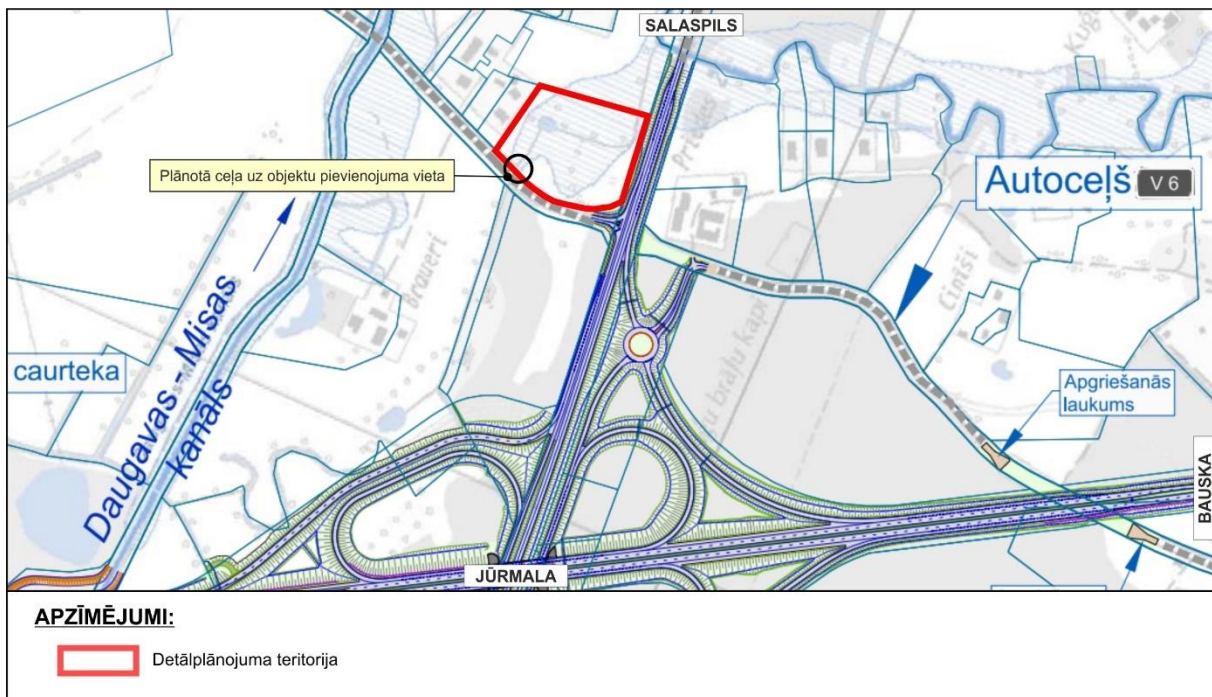 SALASPILS
Plānotā ceļa uz objektu pievienojuma vieta
Autoceļš V 6
Braueri
Daugavas - Misas
kanāls
caurteka
Apgriešanās
laukums
BAUSKA
JŪRMALA
APZĪMĒJUMI:
Detālplānojuma teritorija